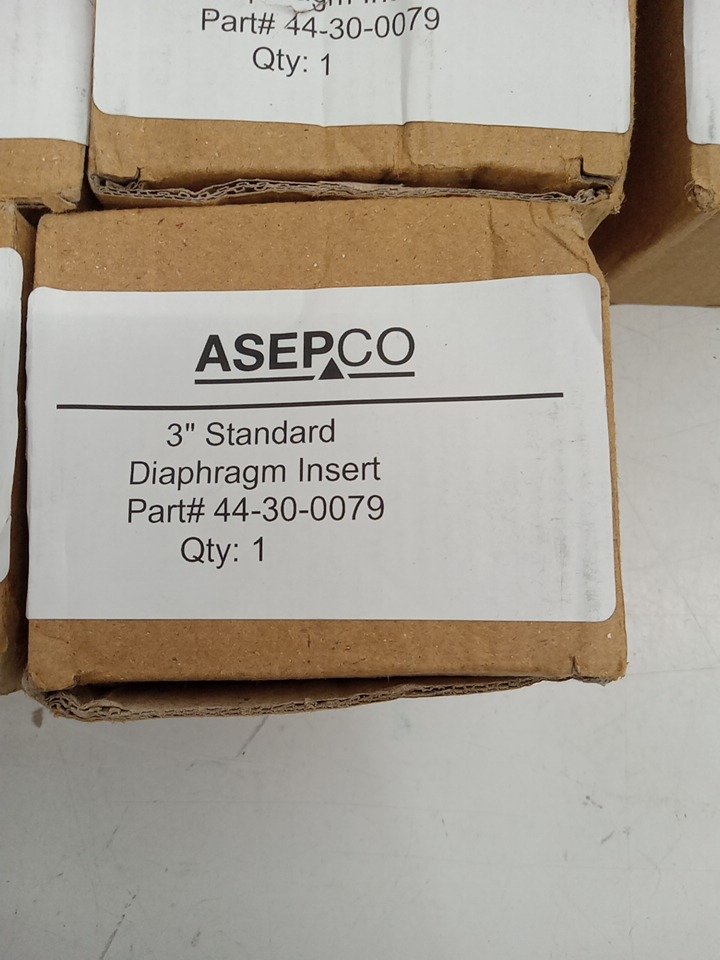 Part# 44-30-0079
Qty: 1
ASEPCO
3" Standard
Diaphragm Insert
Part# 44-30-0079
Qty: 1